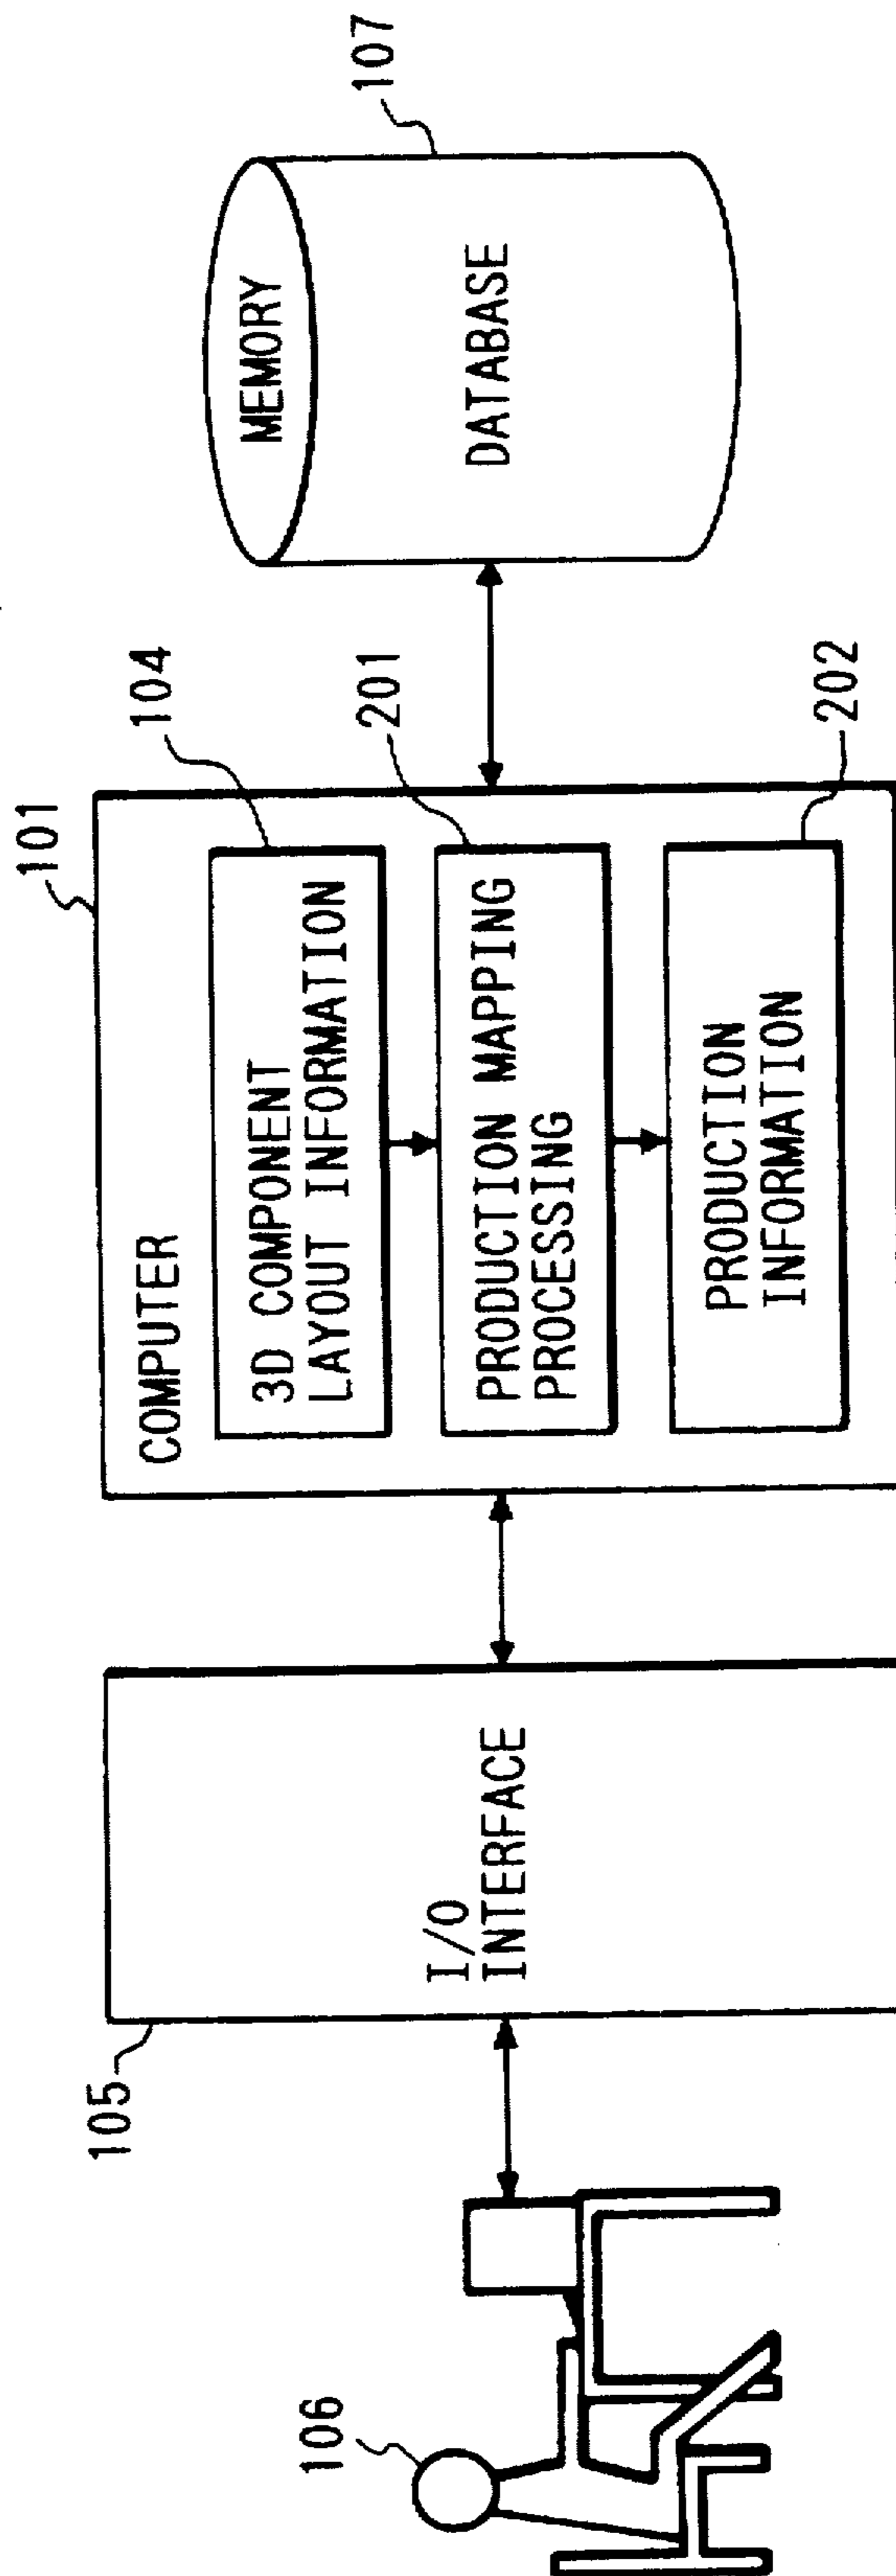 106
105
I/O
INTERFACE
101
COMPUTER
104
3D COMPONENT
LAYOUT INFORMATION
201
PRODUCTION MAPPING
PROCESSING
202
PRODUCTION
INFORMATION
107
MEMORY
DATABASE